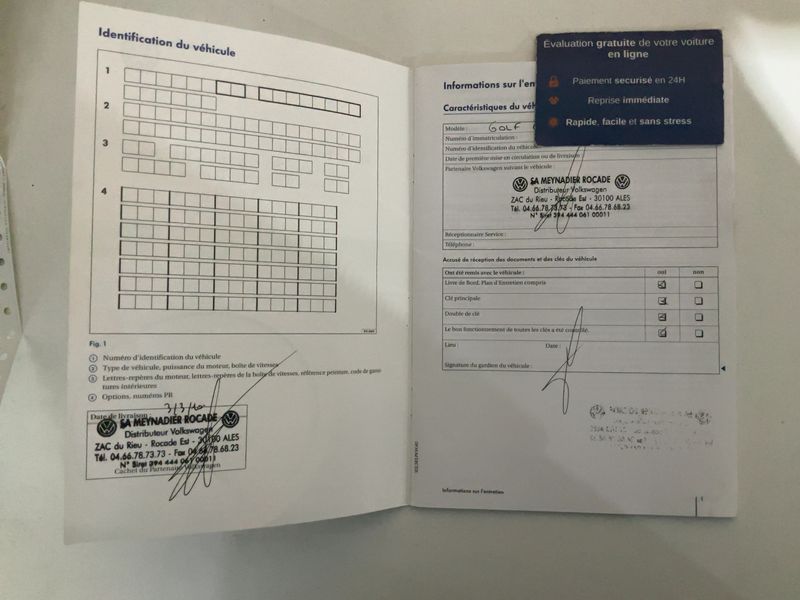 Identification du véhicule
1
2
3
4
Fig. 1
① Numéro d'identification du véhicule
② Type de véhicule, puissance du moteur, boîte de vitesses
③ Lettres-repères du moteur, lettres-repères de la boîte de vitesses, référence peinture, code de garnitures intérieures
④ Options, numéros PR
Date de livraison :
SA MEYNADIER ROCADE
Distributeur Volkswagen
ZAC du Rieu - Rocade Est - 30100 ALES
Tél. 04.66.78.73.73 - Fax 04.66.78.68.23
N° Siret 394 444 061 00011
Cachet du Partenaire Volkswagen
Informations sur l'ent
Caractéristiques du véh
Modèle : GOLF
Numéro d'immatriculation :
Numéro d'identification du véhicule
Date de première mise en circulation ou de livraison :
Partenaire Volkswagen suivant le véhicule :
SA MEYNADIER ROCADE
Distributeur Volkswagen
ZAC du Rieu - Rocade Est - 30100 ALES
Tél. 04.66.78.73.73 - Fax 04.66.78.68.23
N° Siret 394 444 061 00011
Réceptionnaire Service :
Téléphone :
Accusé de réception des documents et des clés du véhicule
Ont été remis avec le véhicule : oui non
Livre de Bord, Plan d'Entretien compris
Clé principale
Double de clé
Le bon fonctionnement de toutes les clés a été contrôlé.
Lieu : Date :
Signature du gardien du véhicule :
Informations sur l'entretien
Évaluation gratuite de votre voiture
en ligne
Paiement securisé en 24H
Reprise immédiate
Rapide, facile et sans stress